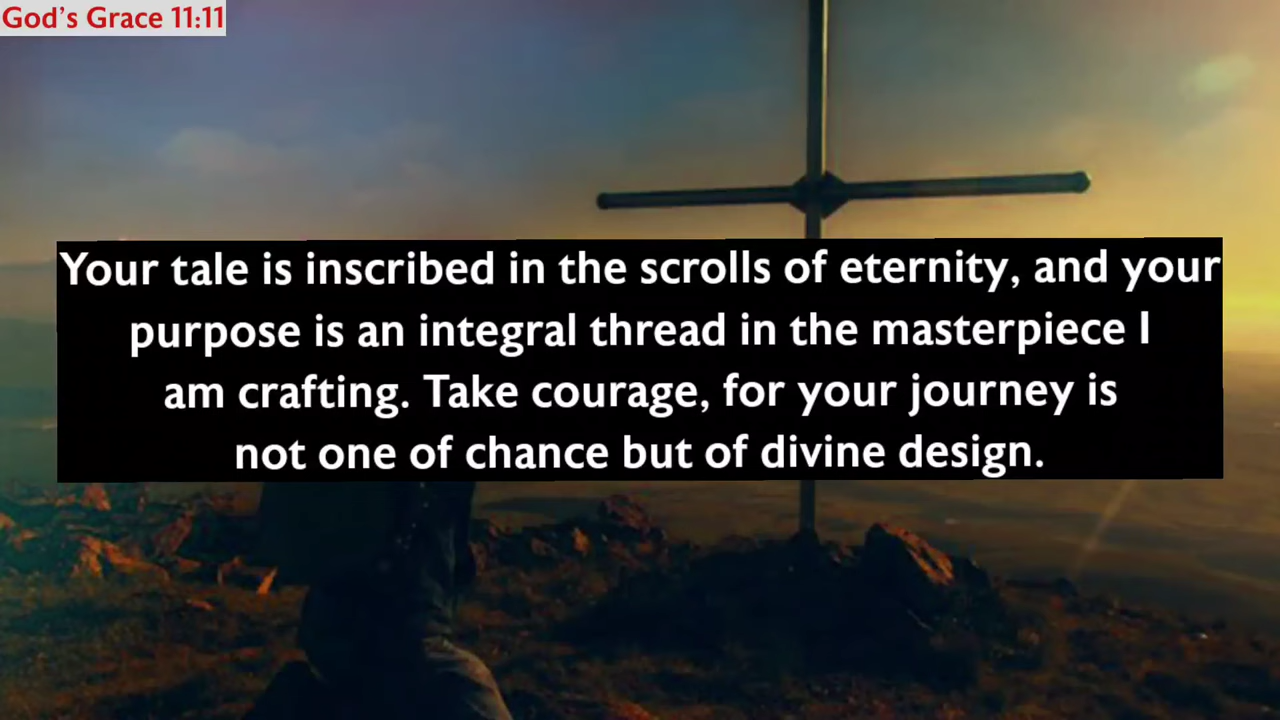 God's Grace 11:11
Your tale is inscribed in the scrolls of eternity, and your
purpose is an integral thread in the masterpiece I
am crafting. Take courage, for your journey is
not one of chance but of divine design.